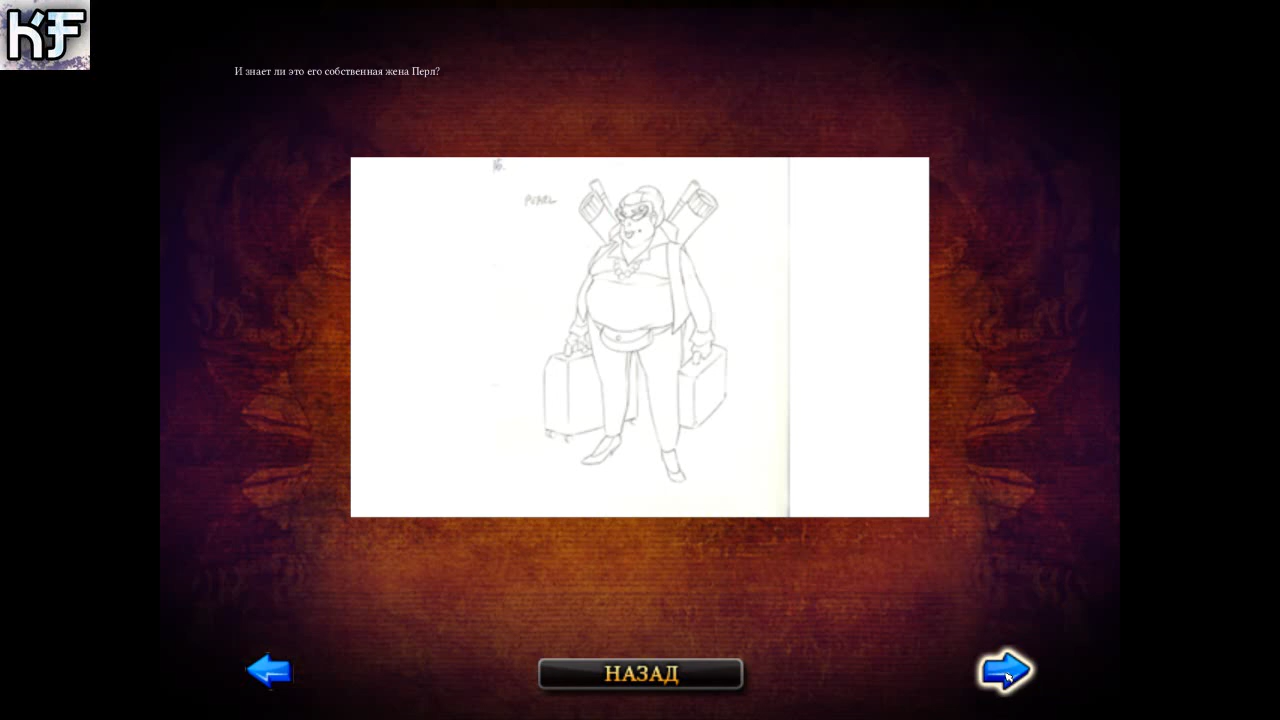 KF
И знает ли это его собственная жена Перл?
PEARL
НАЗАД